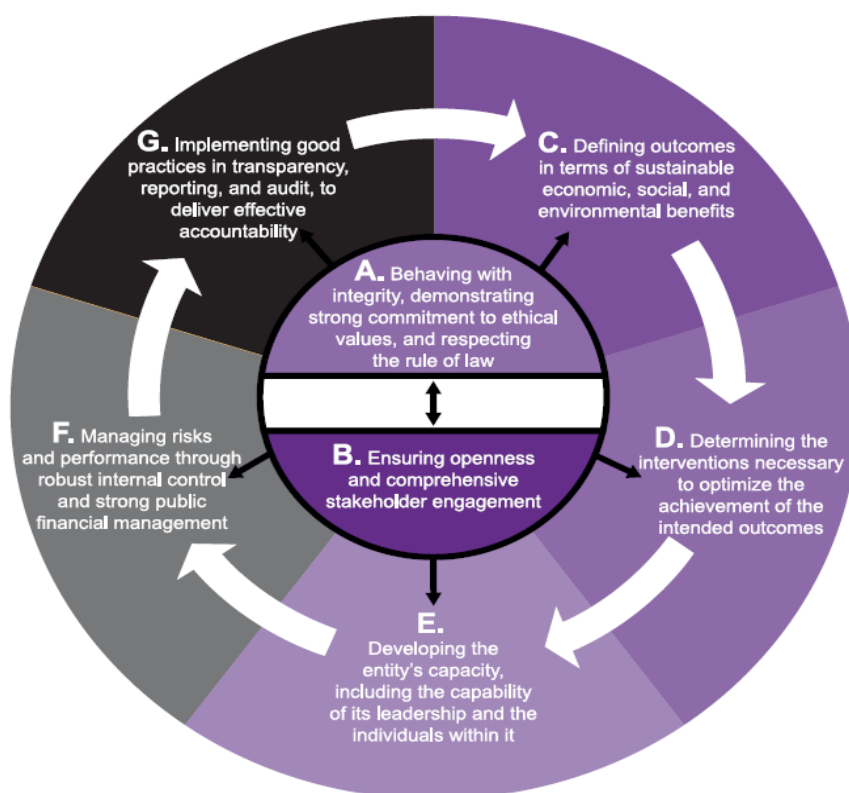 G. Implementing good
practices in transparency,
reporting, and audit, to
deliver effective
accountability
C. Defining outcomes
in terms of sustainable
economic, social, and
environmental benefits
A. Behaving with
integrity, demonstrating
strong commitment to ethical
values, and respecting
the rule of law
B. Ensuring openness
and comprehensive
stakeholder engagement
D. Determining the
interventions necessary
to optimize the
achievement of the
intended outcomes
E.
Developing the
entity's capacity,
including the capability
of its leadership and the
individuals within it
F. Managing risks
and performance through
robust internal control
and strong public
financial management